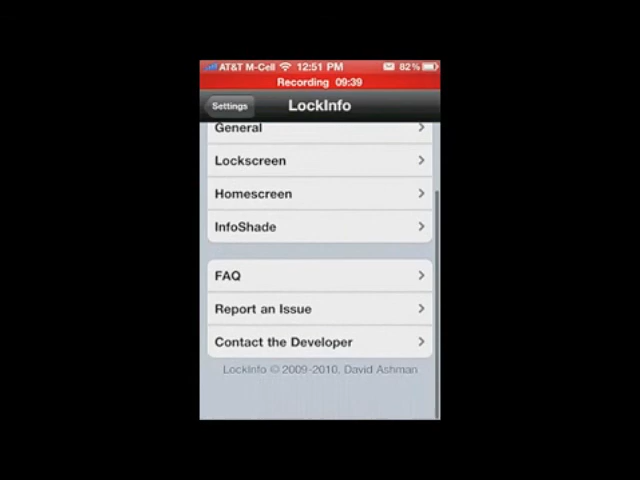 AT&T M-Cell 12:51 PM 82%
Recording 09:39
Settings LockInfo
General
Lockscreen
Homescreen
InfoShade
FAQ
Report an Issue
Contact the Developer
LockInfo © 2009-2010, David Ashman